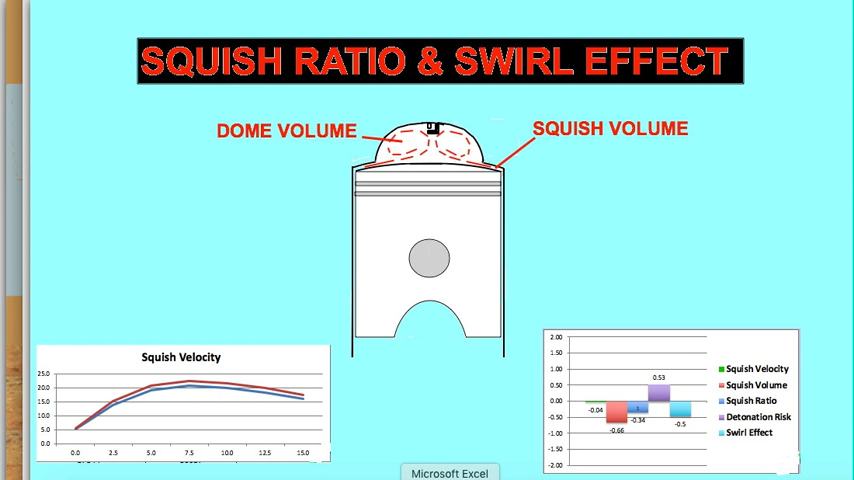 SQUISH RATIO & SWIRL EFFECT
DOME VOLUME
SQUISH VOLUME
Squish Velocity
25.0
20.0
15.0
10.0
5.0
0.0
0.0 2.5 5.0 7.5 10.0 12.5 15.0
2.00
1.50
1.00
0.50
0.00
-0.50
-1.00
-1.50
-2.00
0.53
-0.04
-0.34
-0.5
-0.66
Squish Velocity
Squish Volume
Squish Ratio
Detonation Risk
Swirl Effect
Microsoft Excel